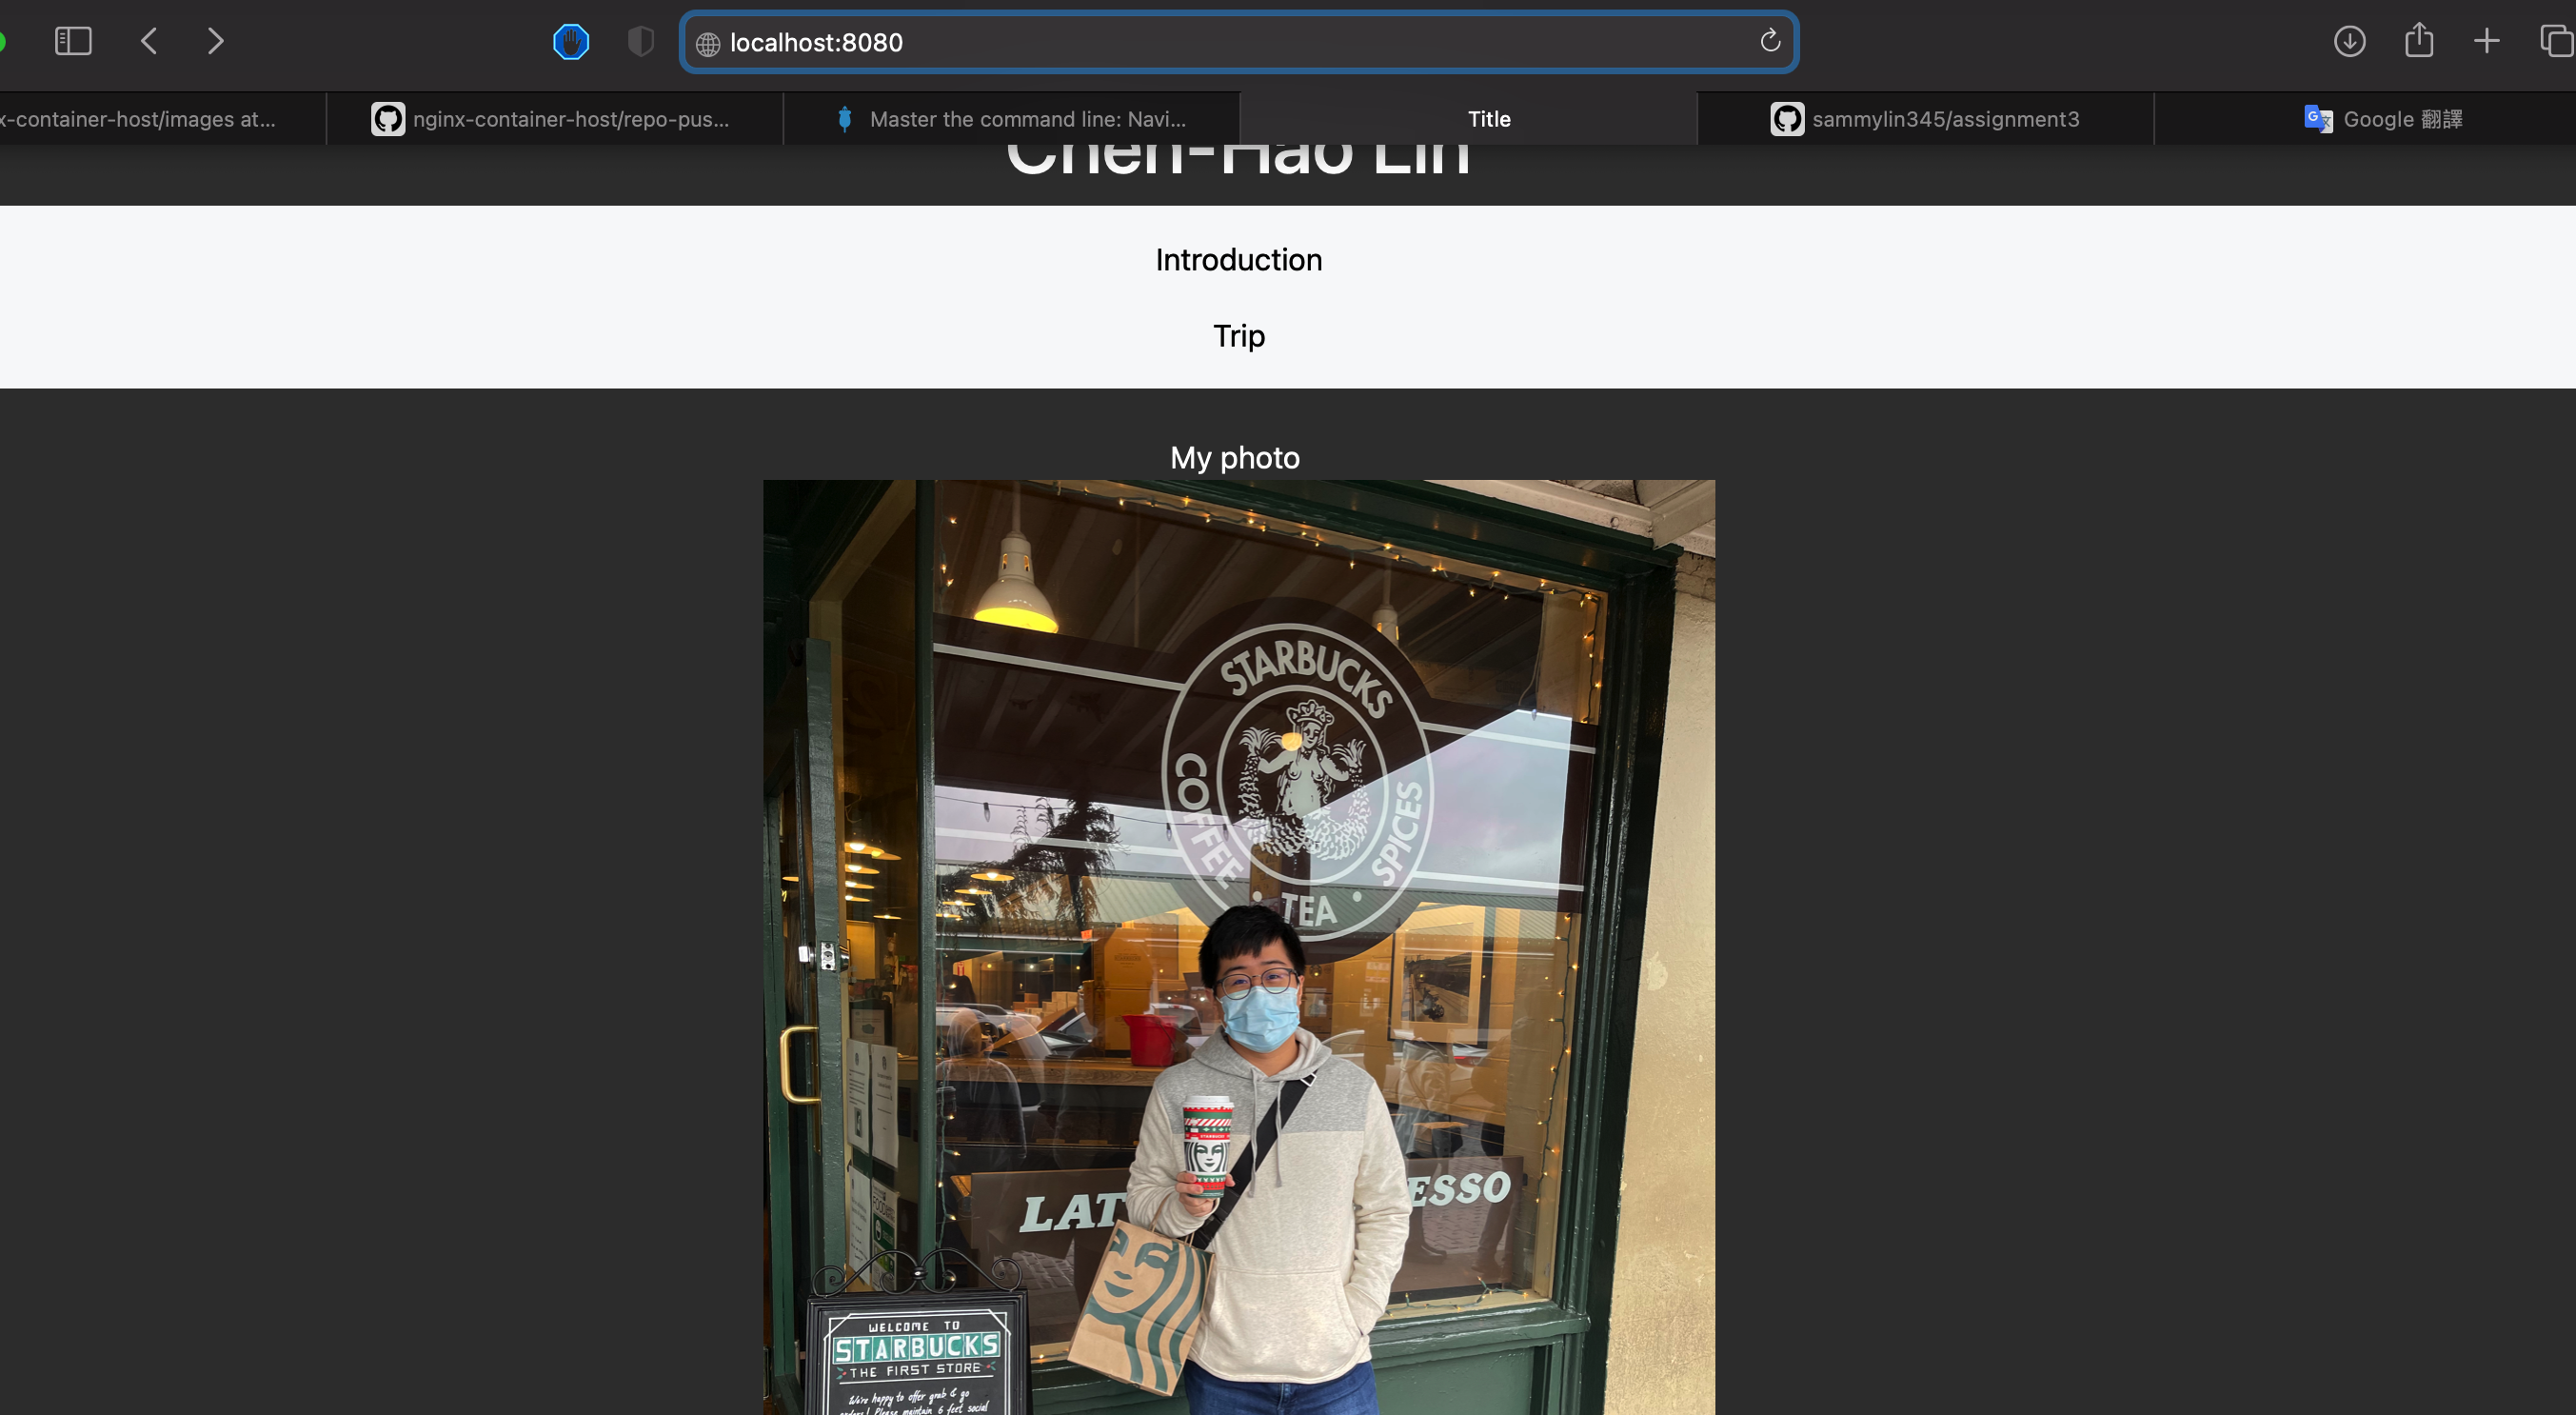 localhost:8080
x-container-host/images at...
nginx-container-host/repo-pus...
Master the command line: Navi...
Title
sammylin345/assignment3
Google 翻譯
Chen-Hao Lin
Introduction
Trip
My photo
STARBUCKS
COFFEE • TEA • SPICES
STARBUCKS
LAT
ESSO
WELCOME TO
STARBUCKS
THE FIRST STORE
We're happy to offer grab & go
orders! Please maintain 6 feet social